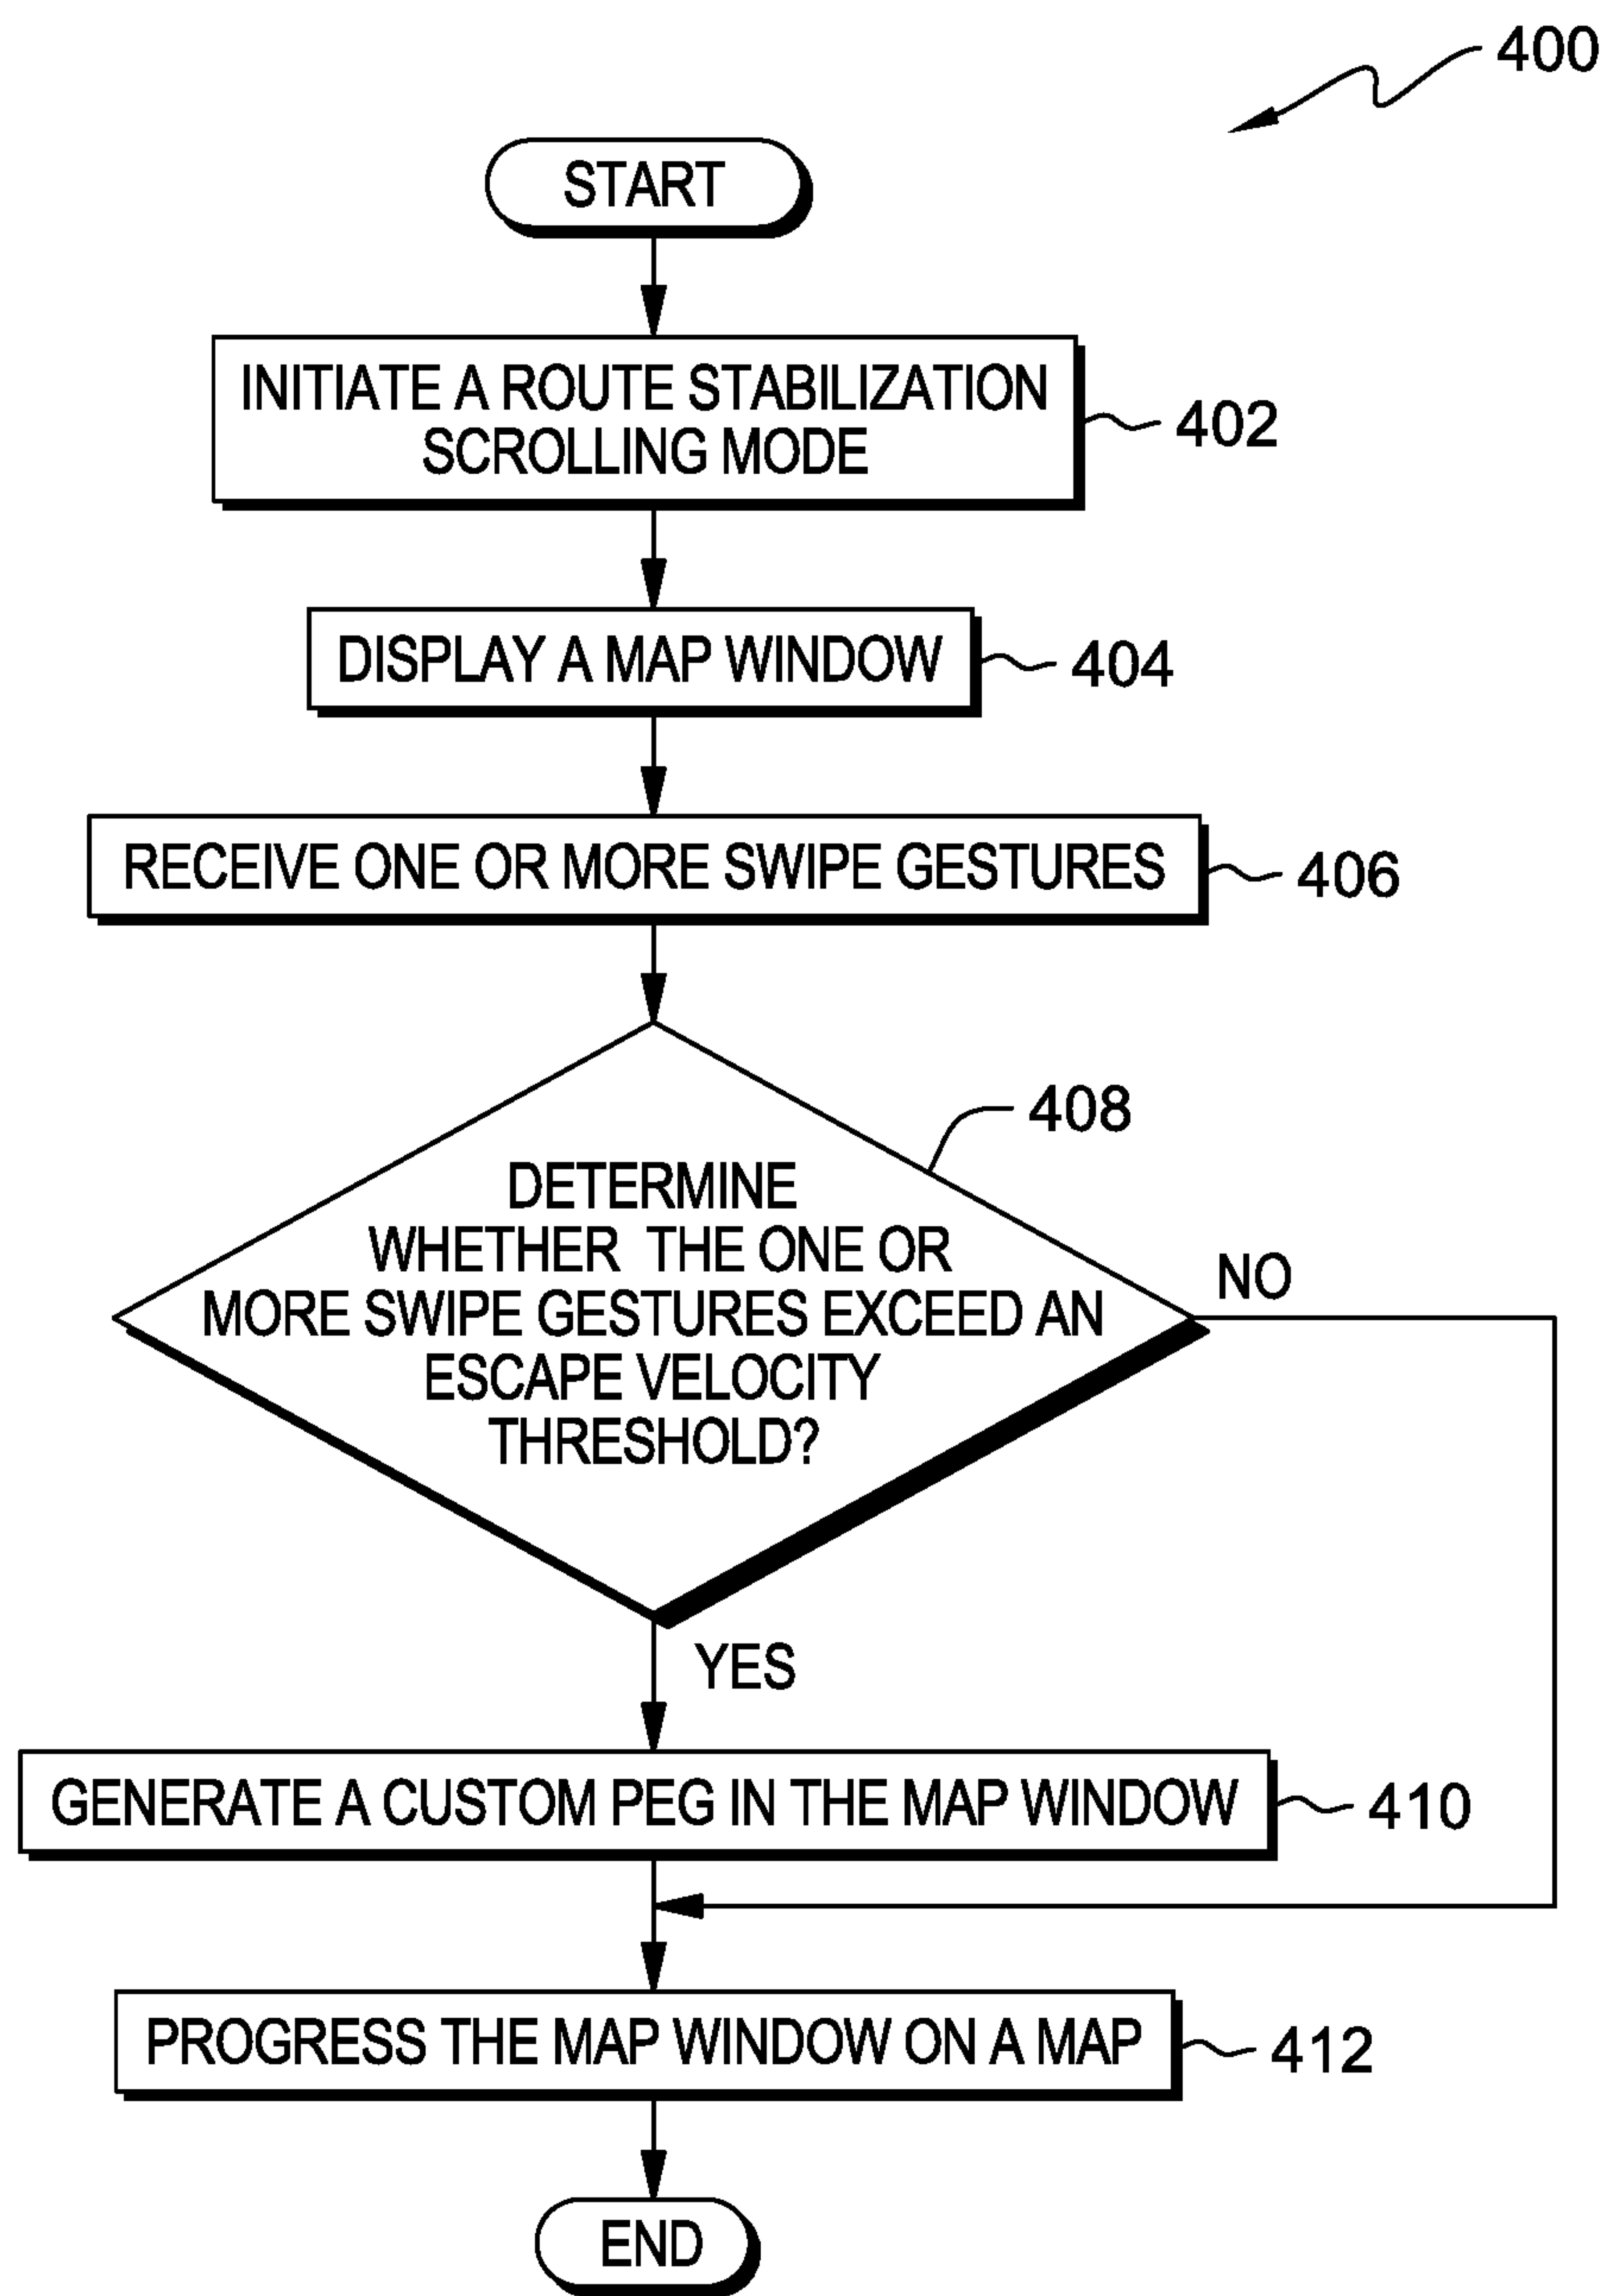 400
START
INITIATE A ROUTE STABILIZATION
SCROLLING MODE
402
DISPLAY A MAP WINDOW
404
RECEIVE ONE OR MORE SWIPE GESTURES
406
408
DETERMINE
WHETHER THE ONE OR
MORE SWIPE GESTURES EXCEED AN
ESCAPE VELOCITY
THRESHOLD?
NO
YES
GENERATE A CUSTOM PEG IN THE MAP WINDOW
410
PROGRESS THE MAP WINDOW ON A MAP
412
END